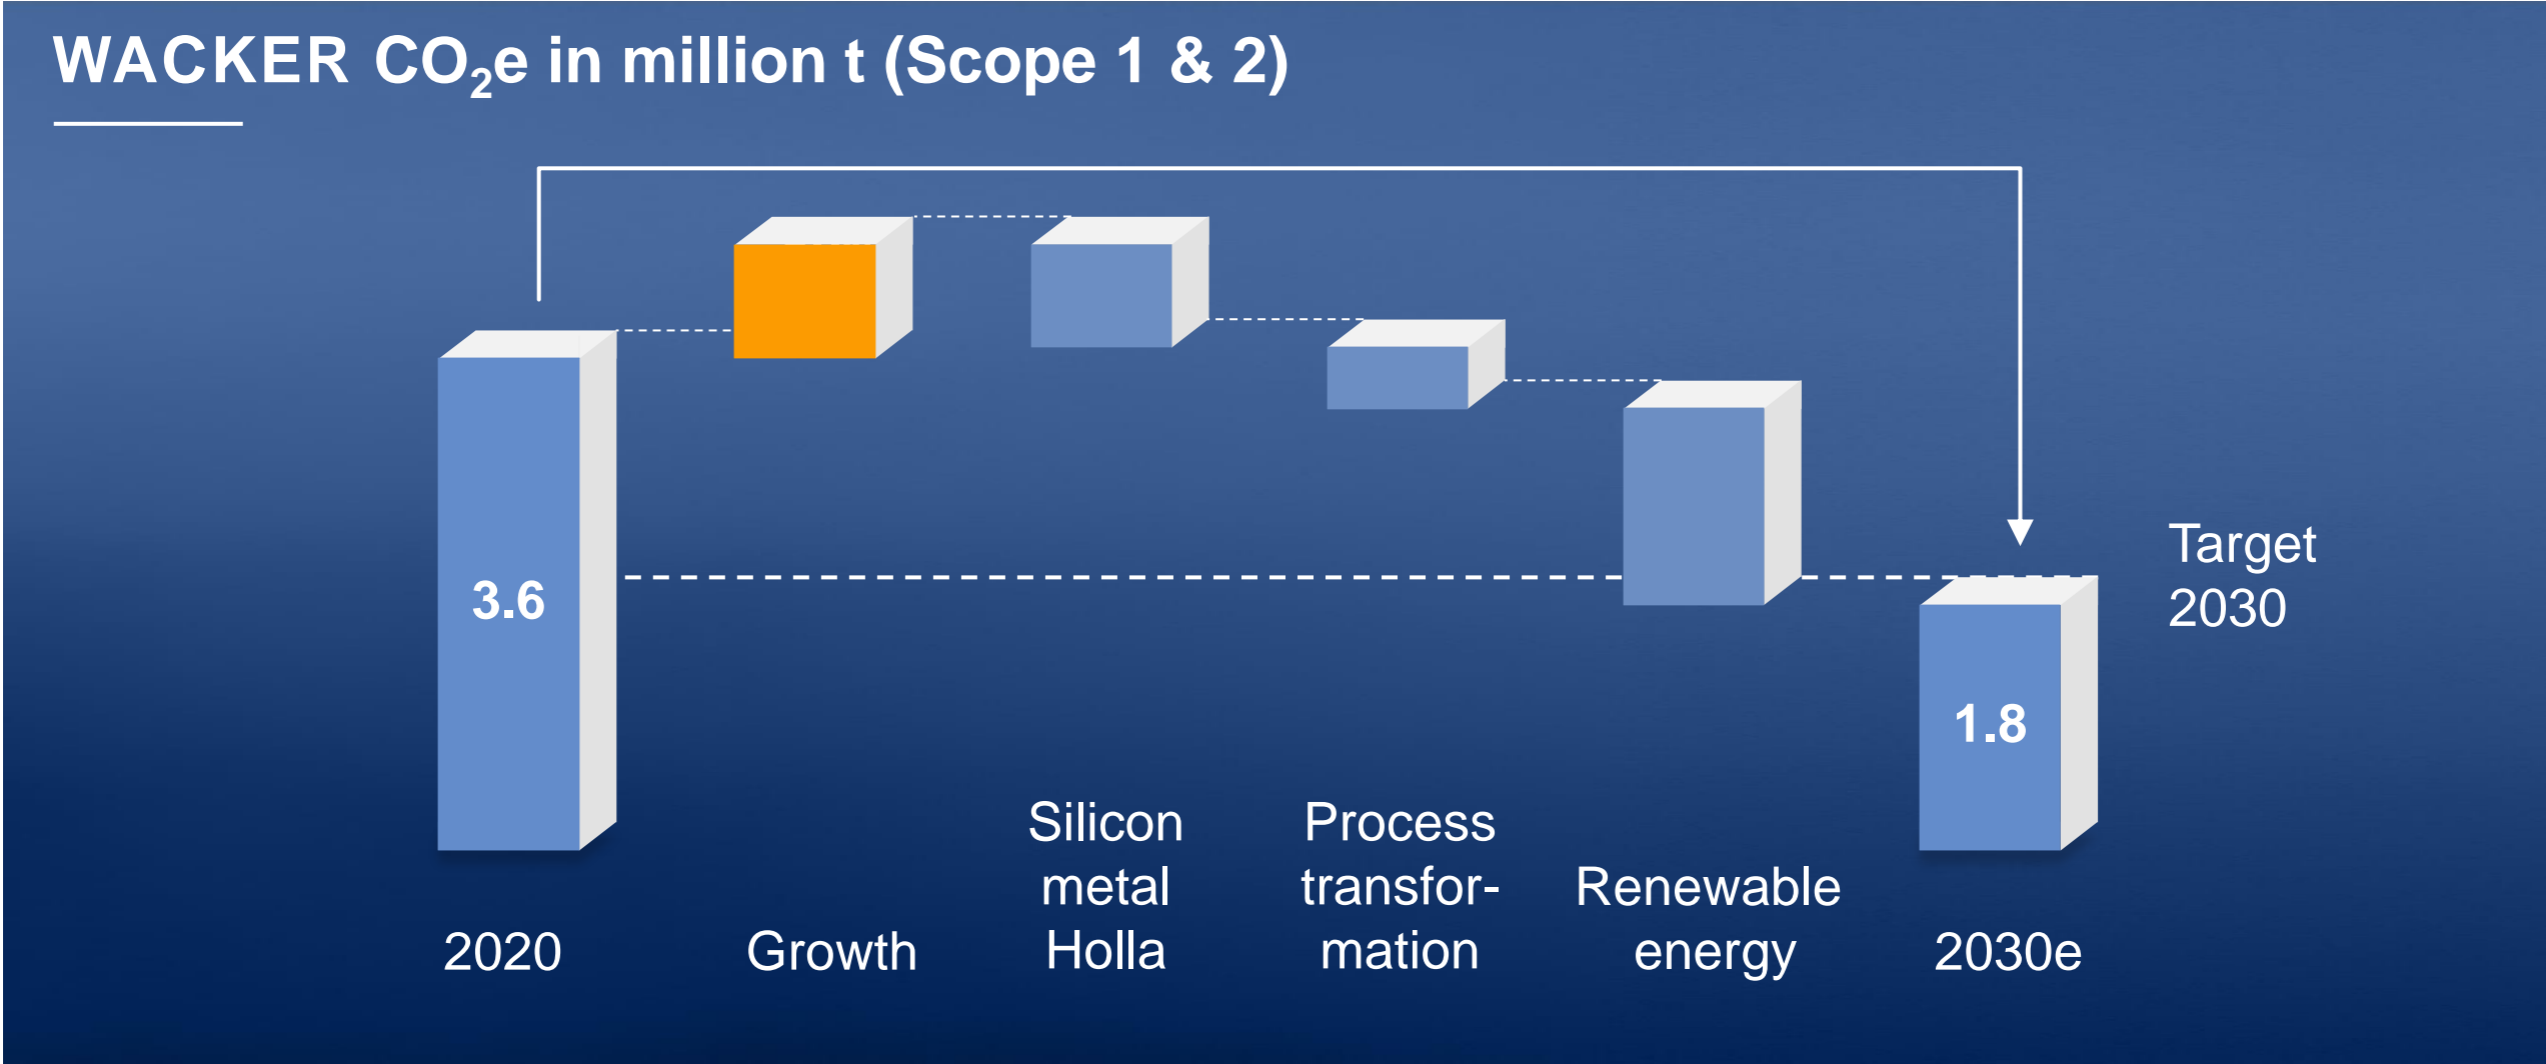 WACKER CO₂e in million t (Scope 1 & 2)
3.6
1.8
Target
2030
2020
Growth
Silicon
metal
Holla
Process
transfor-
mation
Renewable
energy
2030e